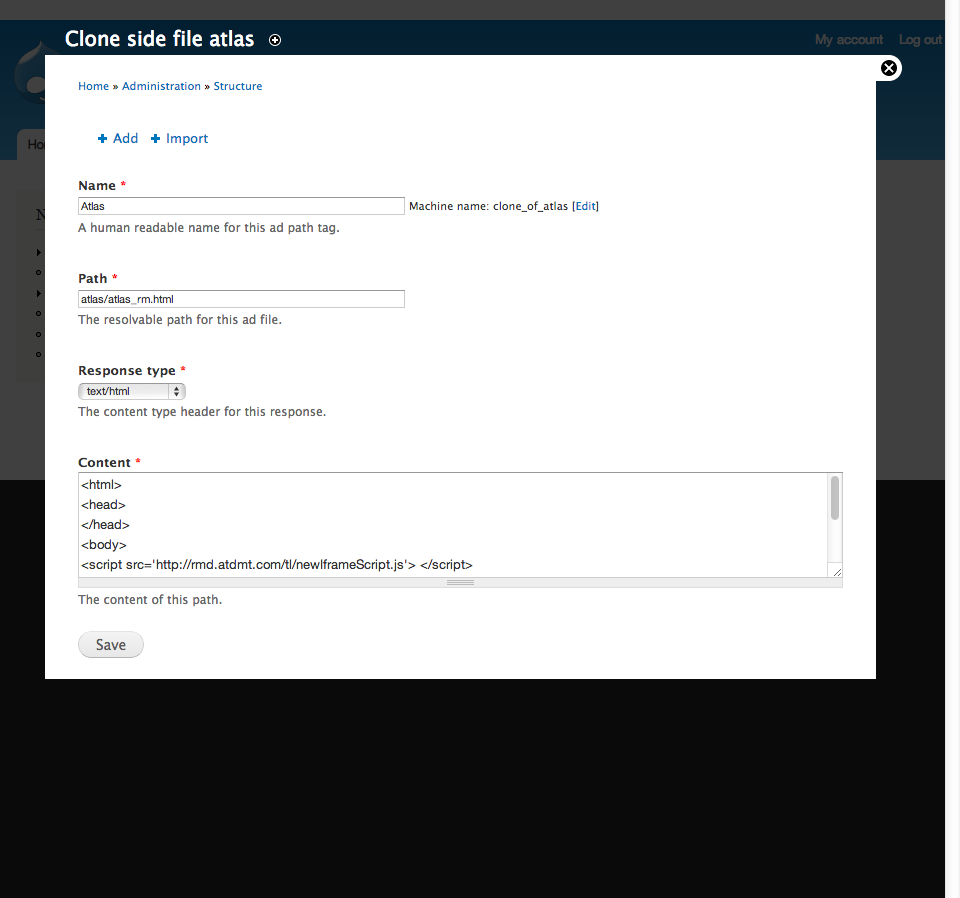 Clone side file atlas
My account Log out
Home » Administration » Structure
Add Import
Name *
Atlas
Machine name: clone_of_atlas [Edit]
A human readable name for this ad path tag.
Path *
atlas/atlas_rm.html
The resolvable path for this ad file.
Response type *
text/html
The content type header for this response.
Content *
<html>
<head>
</head>
<body>
<script src='http://rmd.atdmt.com/tl/newIframeScript.js'> </script>
The content of this path.
Save